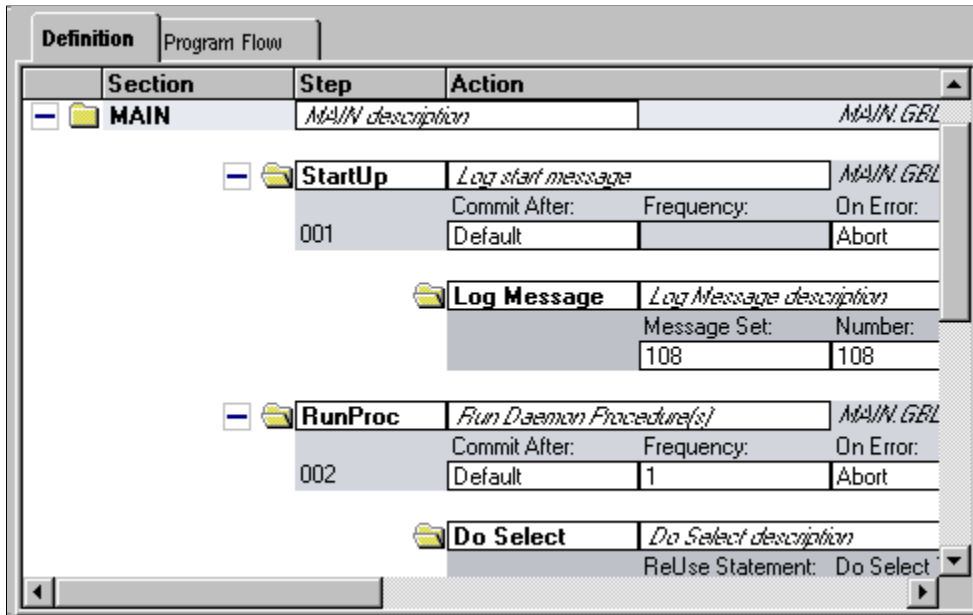 Definition Program Flow
Section Step Action
MAIN MAIN description MAIN.GBL
StartUp Log start message MAIN.GBL
Commit After: Frequency: On Error:
001 Default Abort
Log Message Log Message description
Message Set: Number:
108 108
RunProc Run Daemon Procedure(s) MAIN.GBL
Commit After: Frequency: On Error:
002 Default 1 Abort
Do Select Do Select description
ReUse Statement: Do Select